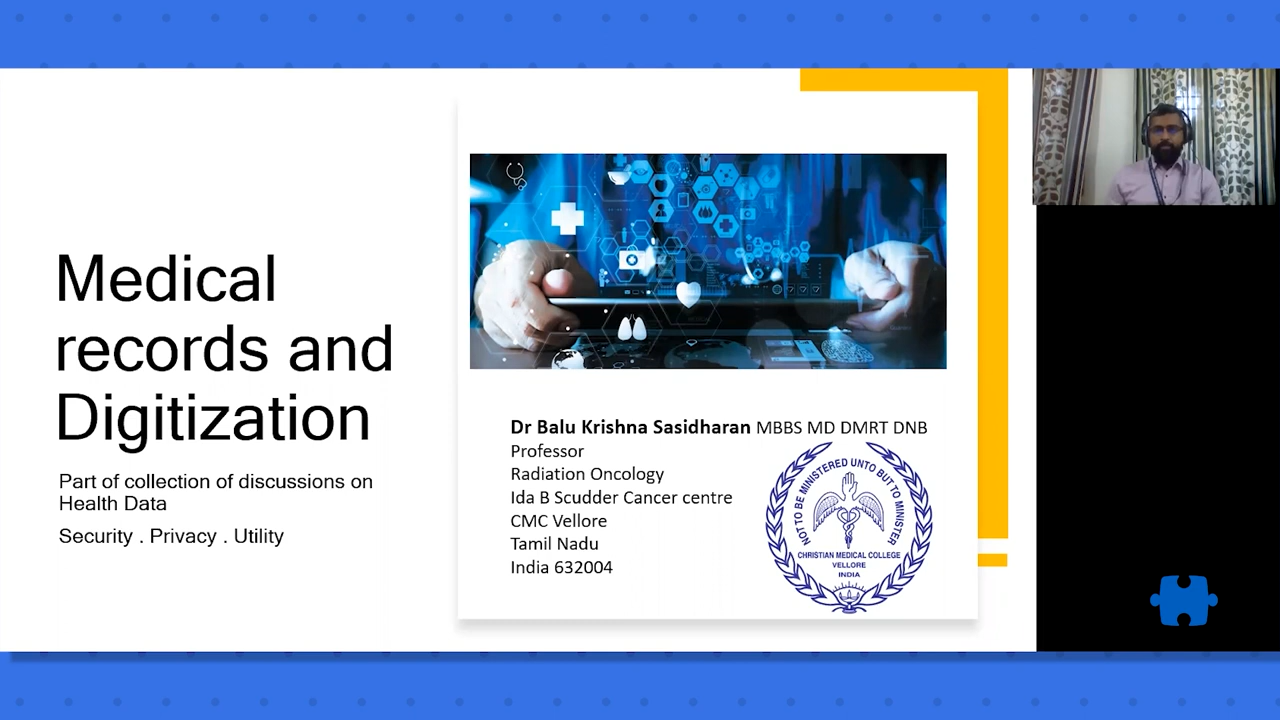 Medical
records and
Digitization
Part of collection of discussions on
Health Data
Security . Privacy . Utility
Dr Balu Krishna Sasidharan MBBS MD DMRT DNB
Professor
Radiation Oncology
Ida B Scudder Cancer centre
CMC Vellore
Tamil Nadu
India 632004
NOT TO BE MINISTERED UNTO BUT TO MINISTER
CHRISTIAN MEDICAL COLLEGE
VELLORE
INDIA